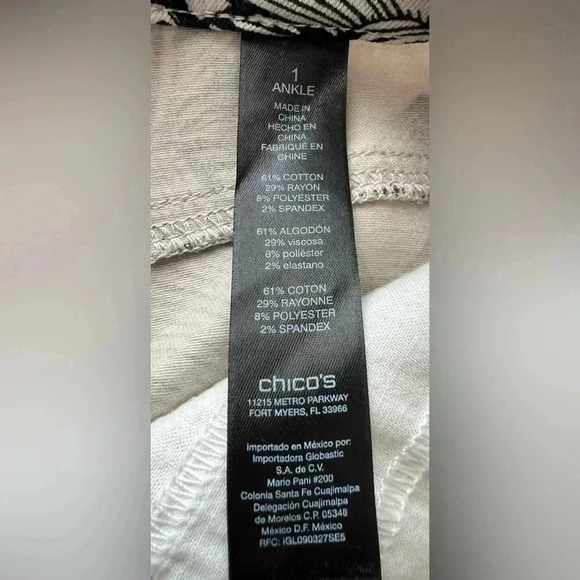 1
ANKLE
MADE IN
CHINA
HECHO EN
CHINA
FABRIQUÉ EN
CHINE
61% COTTON
29% RAYON
8% POLYESTER
2% SPANDEX
61% ALGODÓN
29% viscosa
8% poliéster
2% elastano
61% COTON
29% RAYONNE
8% POLYESTER
2% SPANDEX
chico's
11215 METRO PARKWAY
FORT MYERS, FL 33966
Importado en México por:
Importadora Globastic
S.A. de C.V.
Mario Pani #200
Colonia Santa Fe Cuajimalpa
Delegación Cuajimalpa
de Morelos C.P. 05348
México D.F. México
RFC: IGL090327SE5